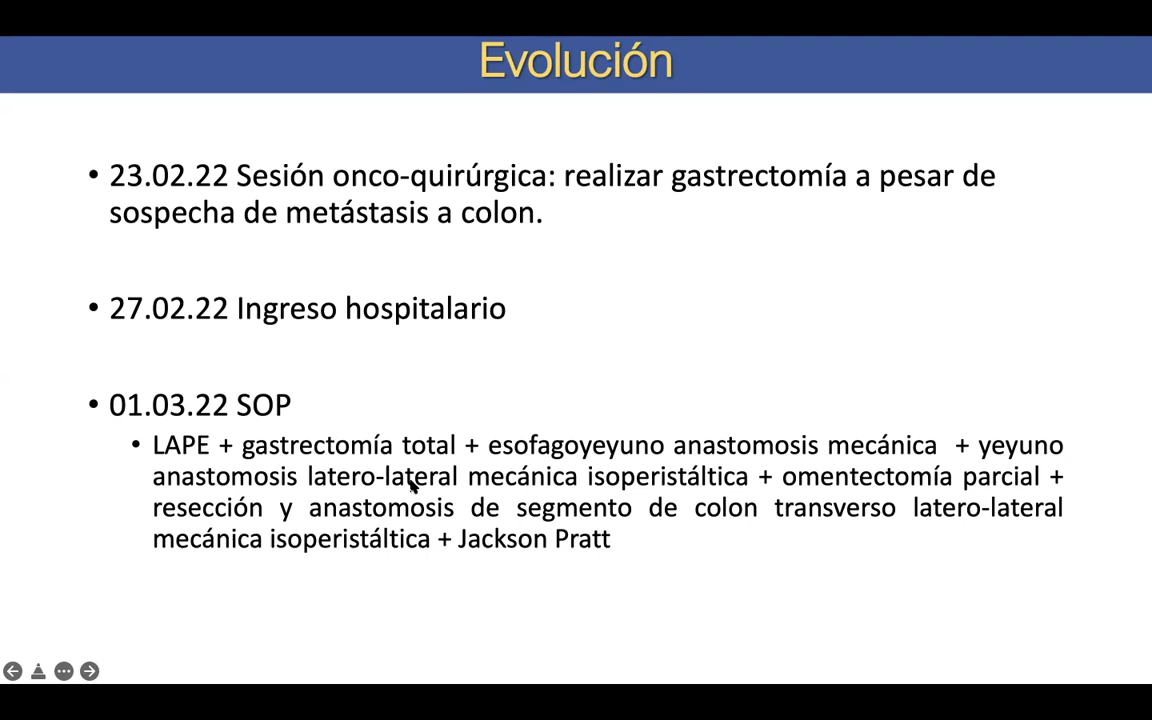 Evolución
• 23.02.22 Sesión onco-quirúrgica: realizar gastrectomía a pesar de
sospecha de metástasis a colon.
• 27.02.22 Ingreso hospitalario
• 01.03.22 SOP
• LAPE + gastrectomía total + esofagoyeyuno anastomosis mecánica + yeyuno
anastomosis latero-lateral mecánica isoperistáltica + omentectomía parcial +
resección y anastomosis de segmento de colon transverso latero-lateral
mecánica isoperistáltica + Jackson Pratt